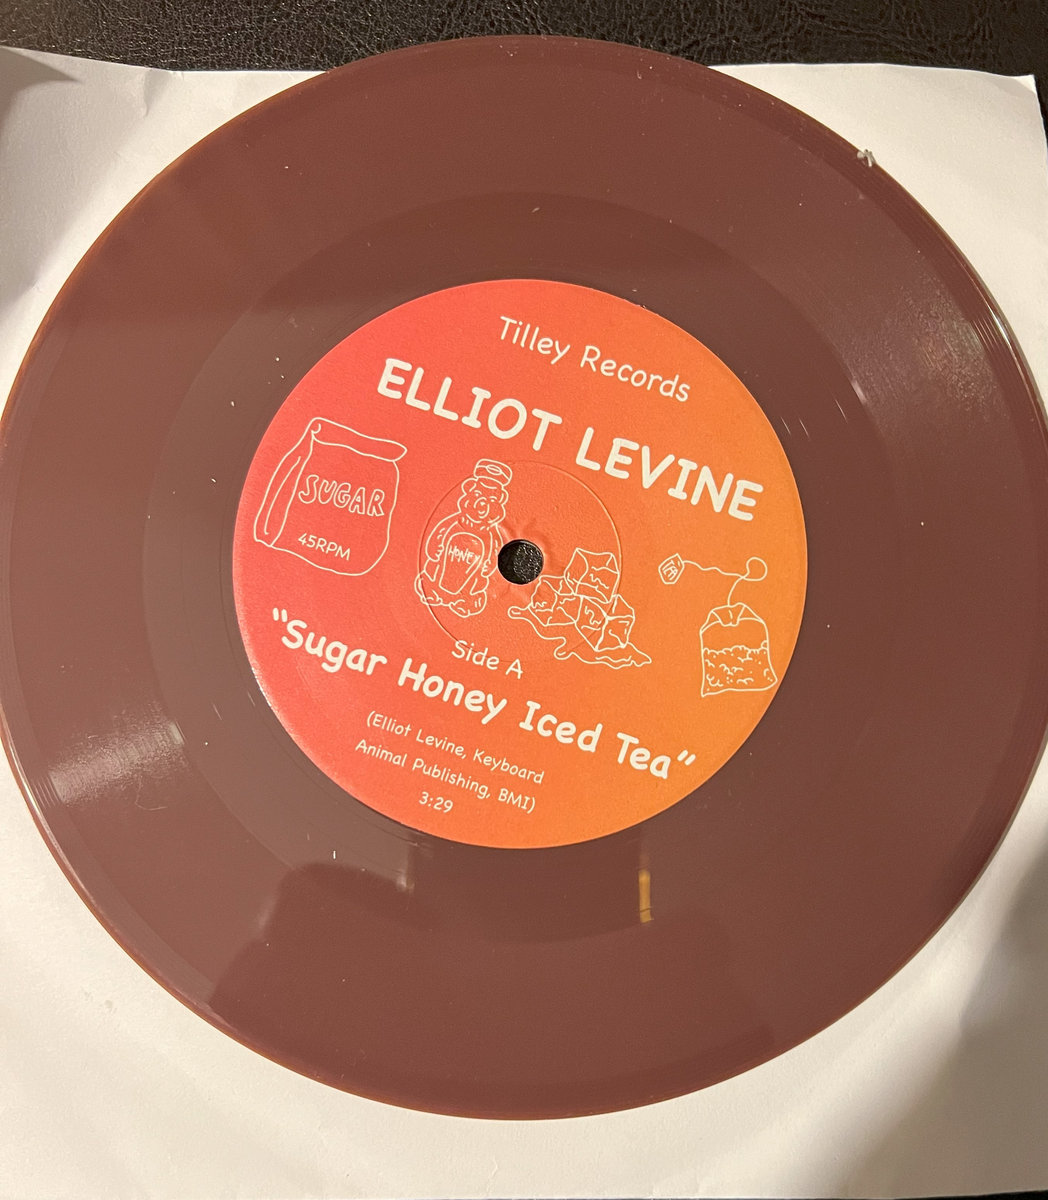 Tilley Records
ELLIOT LEVINE
SUGAR
45RPM
HONEY
Side A
"Sugar Honey Iced Tea"
(Elliot Levine, Keyboard
Animal Publishing, BMI)
3:29